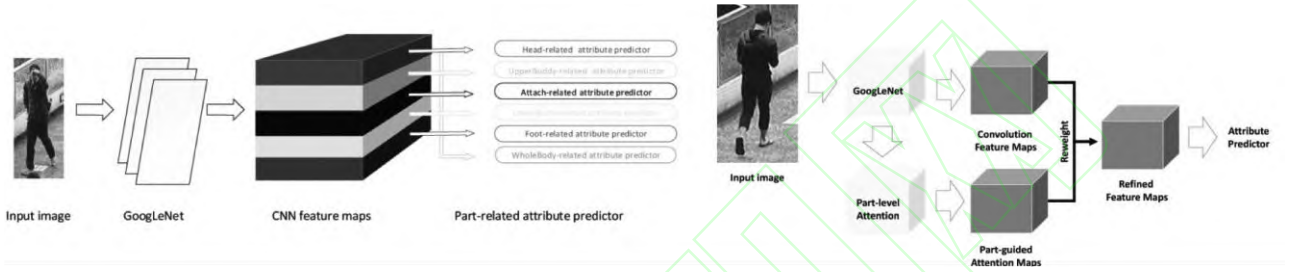 Head-related attribute predictor
UpperBuddy-related attribute predictor
Attach-related attribute predictor
Foot-related attribute predictor
WholeBody-related attribute predictor
Input image
GoogLeNet
CNN feature maps
Part-related attribute predictor
Input image
GoogLeNet
Part-level
Attention
Convolution
Feature Maps
Part-guided
Attention Maps
Reweight
Refined
Feature Maps
Attribute
Predictor